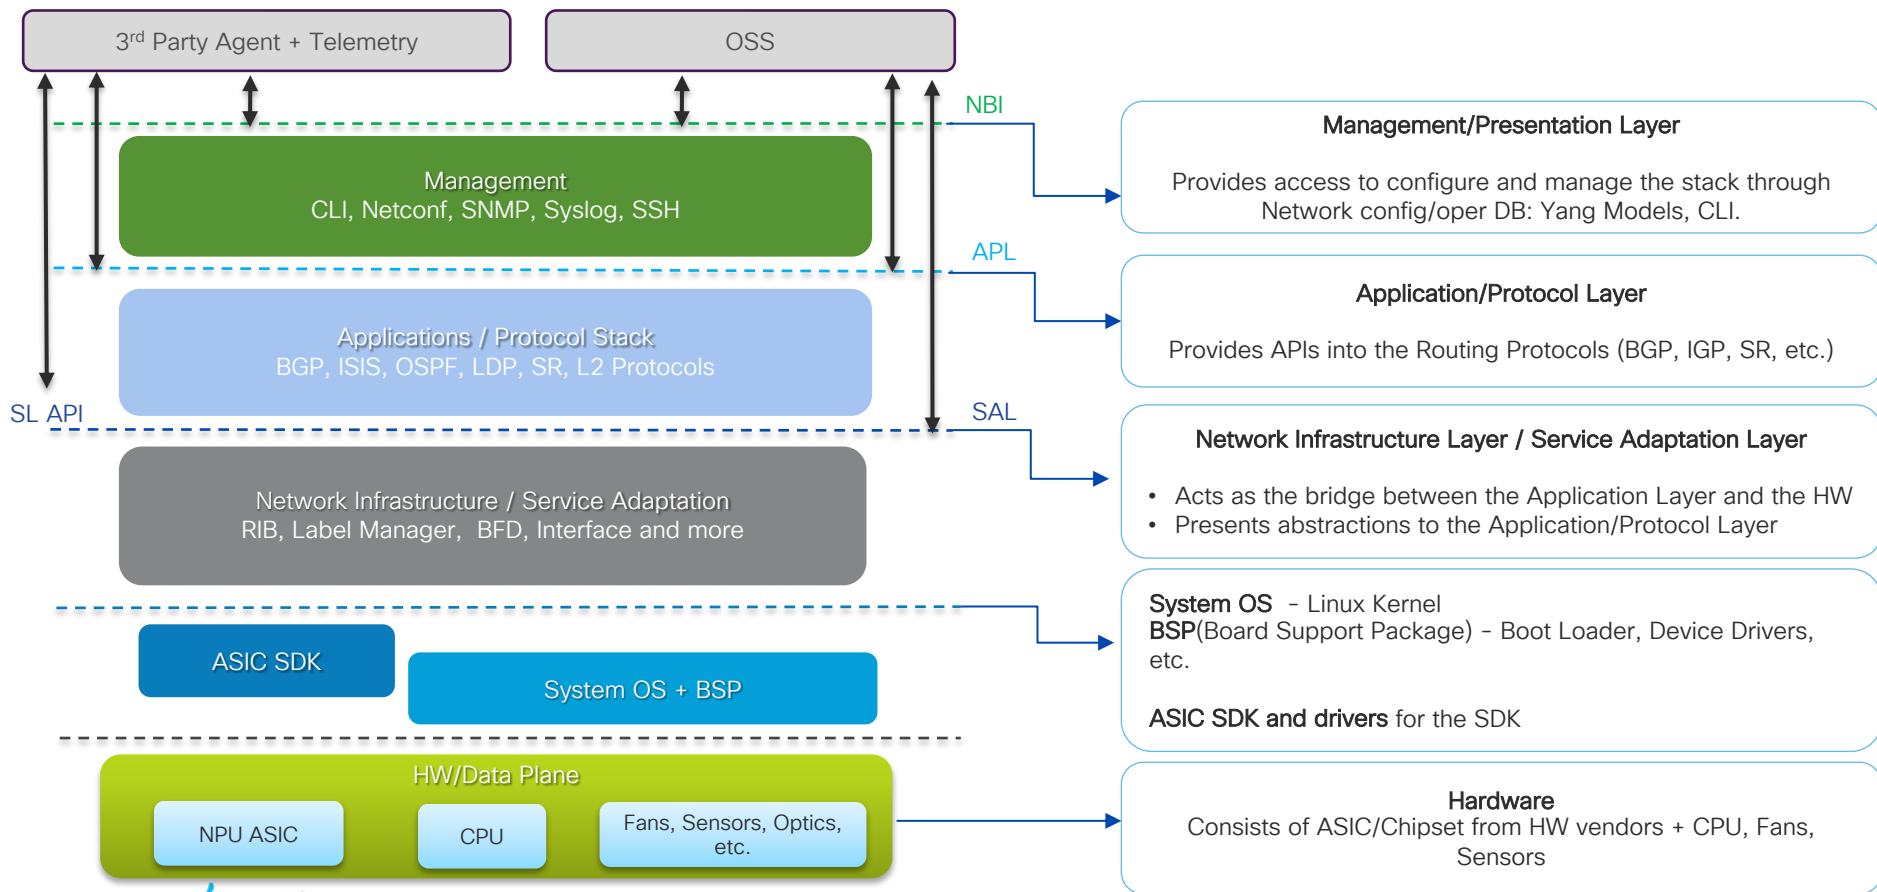 3rd Party Agent + Telemetry
OSS
NBI
Management
CLI, Netconf, SNMP, Syslog, SSH
Management/Presentation Layer
Provides access to configure and manage the stack through
Network config/oper DB: Yang Models, CLI.
APL
Applications / Protocol Stack
BGP, ISIS, OSPF, LDP, SR, L2 Protocols
Application/Protocol Layer
Provides APIs into the Routing Protocols (BGP, IGP, SR, etc.)
SL API
SAL
Network Infrastructure / Service Adaptation
RIB, Label Manager, BFD, Interface and more
Network Infrastructure Layer / Service Adaptation Layer
• Acts as the bridge between the Application Layer and the HW
• Presents abstractions to the Application/Protocol Layer
ASIC SDK
System OS + BSP
System OS - Linux Kernel
BSP(Board Support Package) - Boot Loader, Device Drivers,
etc.
ASIC SDK and drivers for the SDK
HW/Data Plane
NPU ASIC
CPU
Fans, Sensors, Optics,
etc.
Hardware
Consists of ASIC/Chipset from HW vendors + CPU, Fans,
Sensors